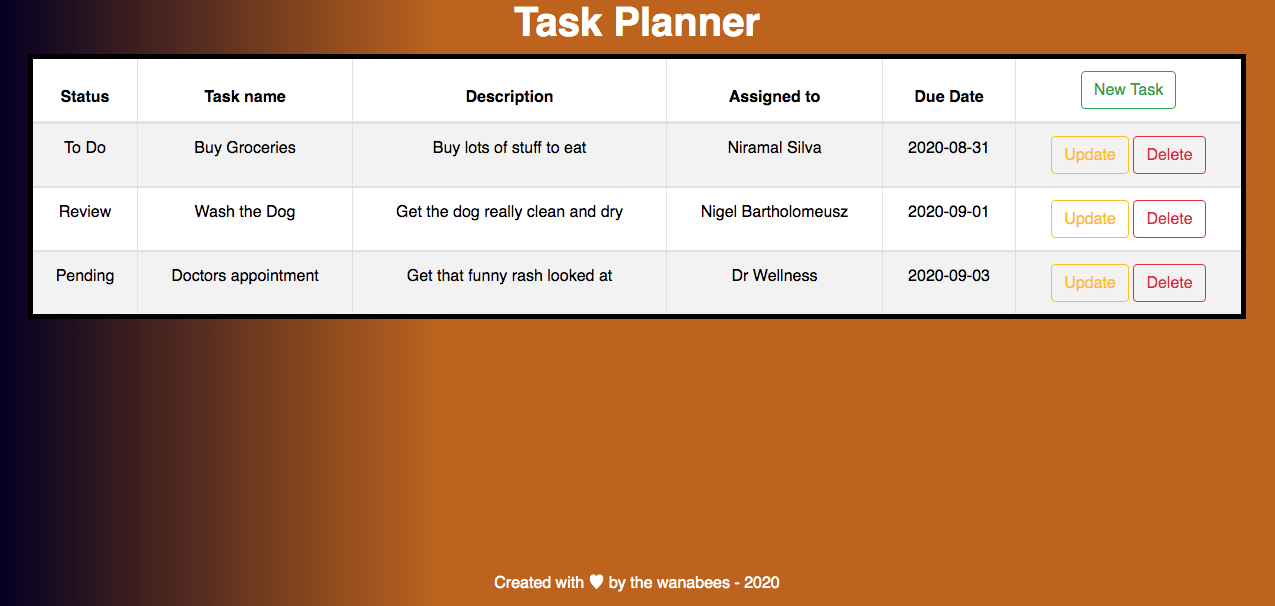 Task Planner
Status Task name Description Assigned to Due Date New Task
To Do Buy Groceries Buy lots of stuff to eat Niramal Silva 2020-08-31 Update Delete
Review Wash the Dog Get the dog really clean and dry Nigel Bartholomeusz 2020-09-01 Update Delete
Pending Doctors appointment Get that funny rash looked at Dr Wellness 2020-09-03 Update Delete
Created with ♥ by the wanabees - 2020